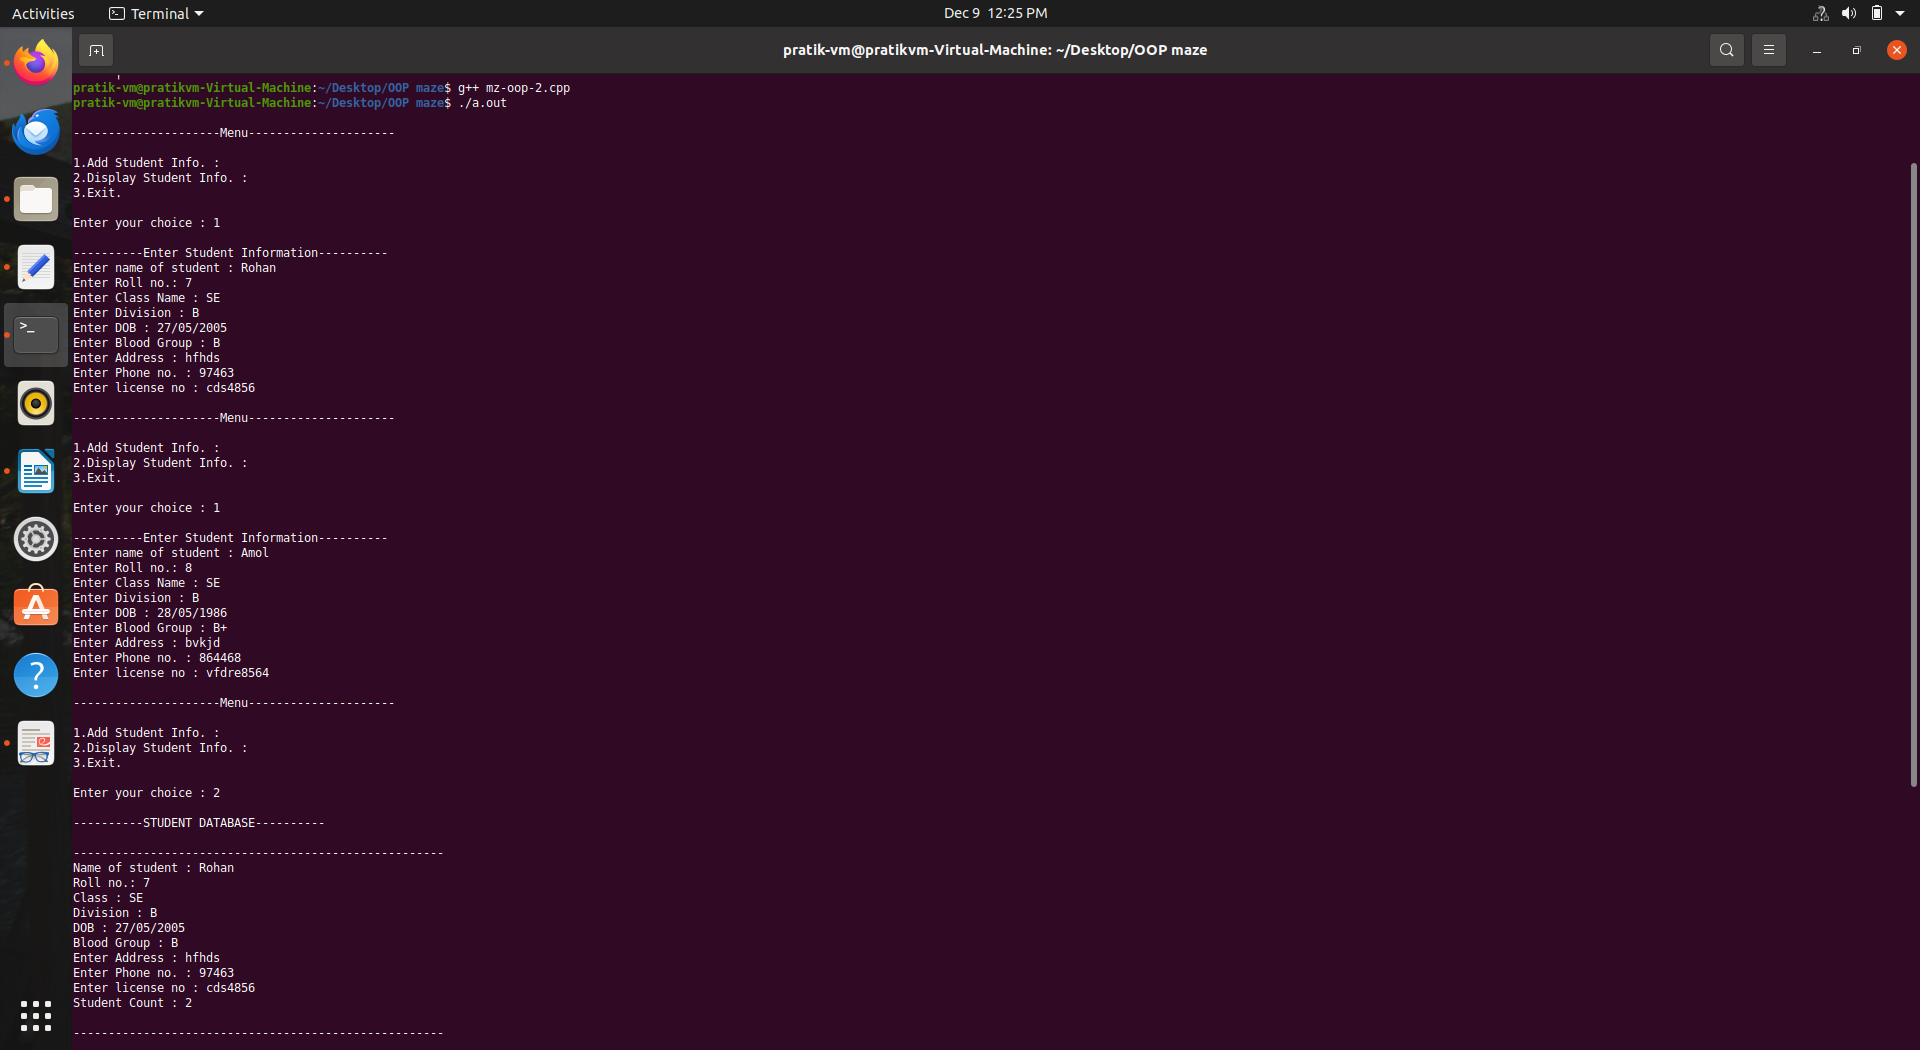 Activities
Terminal
Dec 9 12:25 PM
pratik-vm@pratikvm-Virtual-Machine: ~/Desktop/OOP maze
pratik-vm@pratikvm-Virtual-Machine:~/Desktop/OOP maze$ g++ mz-oop-2.cpp
pratik-vm@pratikvm-Virtual-Machine:~/Desktop/OOP maze$ ./a.out
---------------------Menu---------------------
1.Add Student Info. :
2.Display Student Info. :
3.Exit.
Enter your choice : 1
----------Enter Student Information----------
Enter name of student : Rohan
Enter Roll no.: 7
Enter Class Name : SE
Enter Division : B
Enter DOB : 27/05/2005
Enter Blood Group : B
Enter Address : hfhds
Enter Phone no. : 97463
Enter license no : cds4856
---------------------Menu---------------------
1.Add Student Info. :
2.Display Student Info. :
3.Exit.
Enter your choice : 1
----------Enter Student Information----------
Enter name of student : Amol
Enter Roll no.: 8
Enter Class Name : SE
Enter Division : B
Enter DOB : 28/05/1986
Enter Blood Group : B+
Enter Address : bvkjd
Enter Phone no. : 864468
Enter license no : vfdre8564
---------------------Menu---------------------
1.Add Student Info. :
2.Display Student Info. :
3.Exit.
Enter your choice : 2
----------STUDENT DATABASE----------
-----------------------------------------------------
Name of student : Rohan
Roll no.: 7
Class : SE
Division : B
DOB : 27/05/2005
Blood Group : B
Enter Address : hfhds
Enter Phone no. : 97463
Enter license no : cds4856
Student Count : 2
-----------------------------------------------------